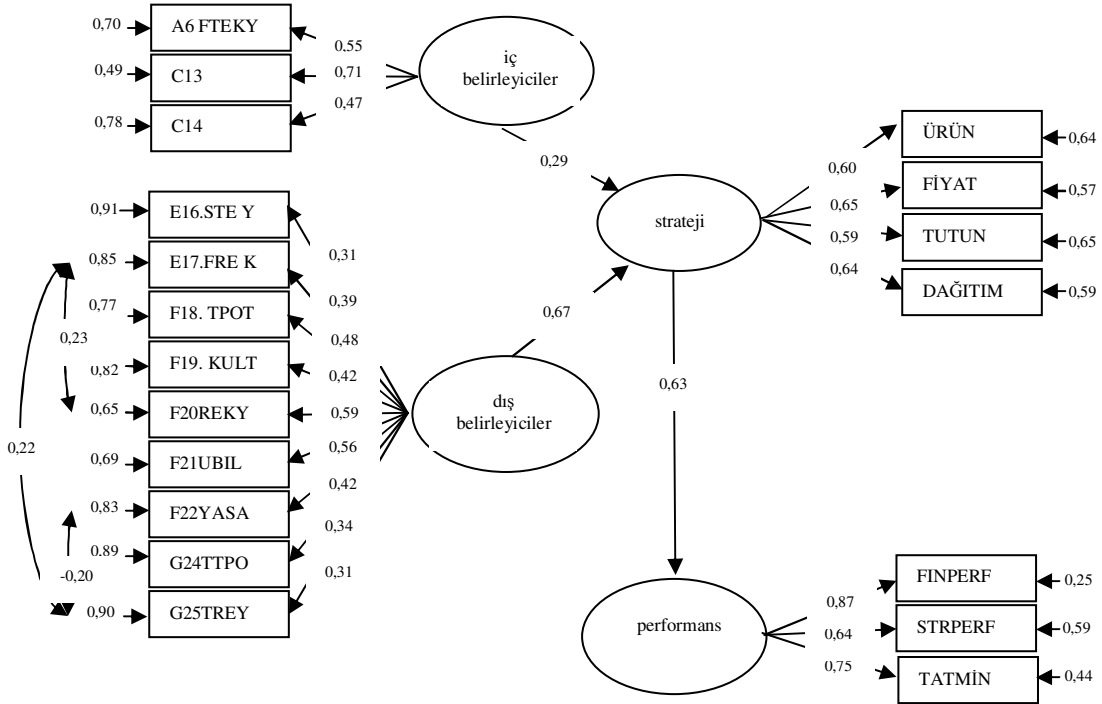 0,70
A6 FTEKY
0,55
0,49
C13
0,71
0,78
C14
0,47
iç
belirleyiciler
0,29
0,91
E16.STE Y
0,31
0,85
E17.FRE K
0,39
0,77
F18. TPOT
0,48
0,82
F19. KULT
0,42
0,65
F20REKY
0,59
0,69
F21UBIL
0,56
0,83
F22YASA
0,42
0.89
G24TTPO
0,34
0,90
G25TREY
0,31
0,23
0,22
-0,20
dış
belirleyiciler
0,67
strateji
0,60
ÜRÜN
0,64
0,65
FİYAT
0,57
0,59
TUTUN
0,65
0,64
DAĞITIM
0,59
0,63
performans
0,87
FINPERF
0,25
0,64
STRPERF
0,59
0,75
TATMİN
0,44